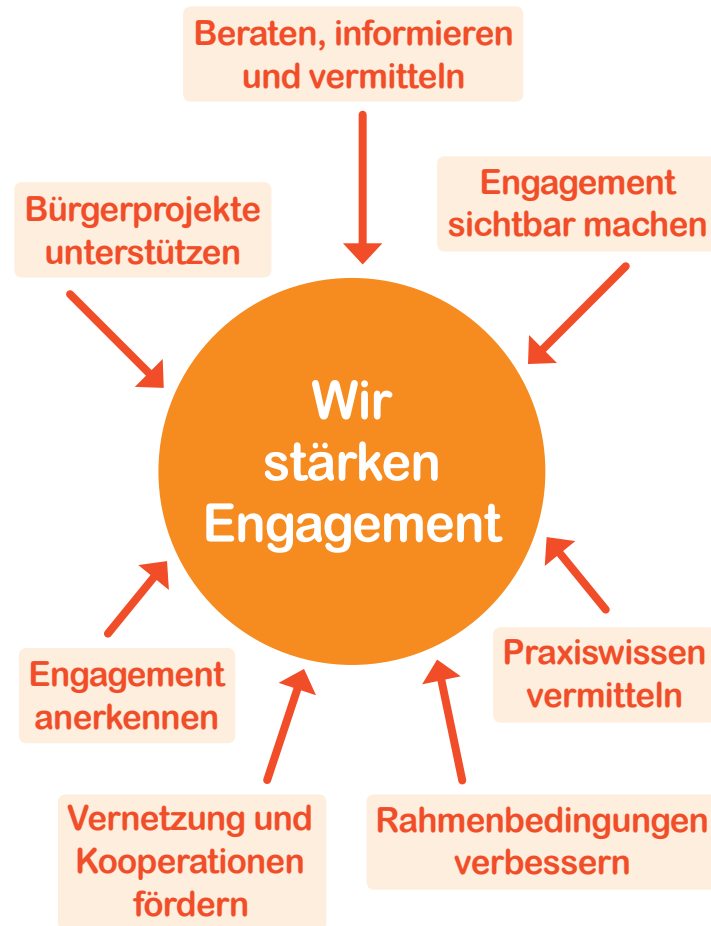 Beraten, informieren
und vermitteln
Engagement
sichtbar machen
Bürgerprojekte
unterstützen
Wir
stärken
Engagement
Praxiswissen
vermitteln
Engagement
anerkennen
Rahmenbedingungen
verbessern
Vernetzung und
Kooperationen
fördern